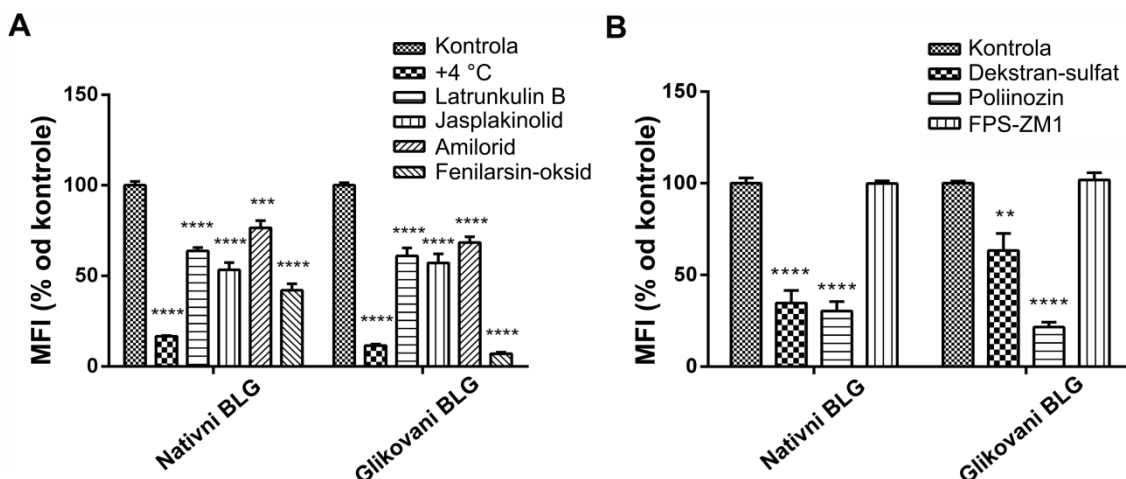 A
Kontrola
+4 °C
Latrunkulin B
Jasplakinolid
Amilorid
Fenilarsin-oksid
MFI (% od kontrole)
150
100
50
0
****
****
****
***
****
****
****
****
****
****
Nativni BLG
Glikovani BLG
B
Kontrola
Dekstran-sulfat
Poliinozin
FPS-ZM1
MFI (% od kontrole)
150
100
50
0
****
****
**
****
Nativni BLG
Glikovani BLG